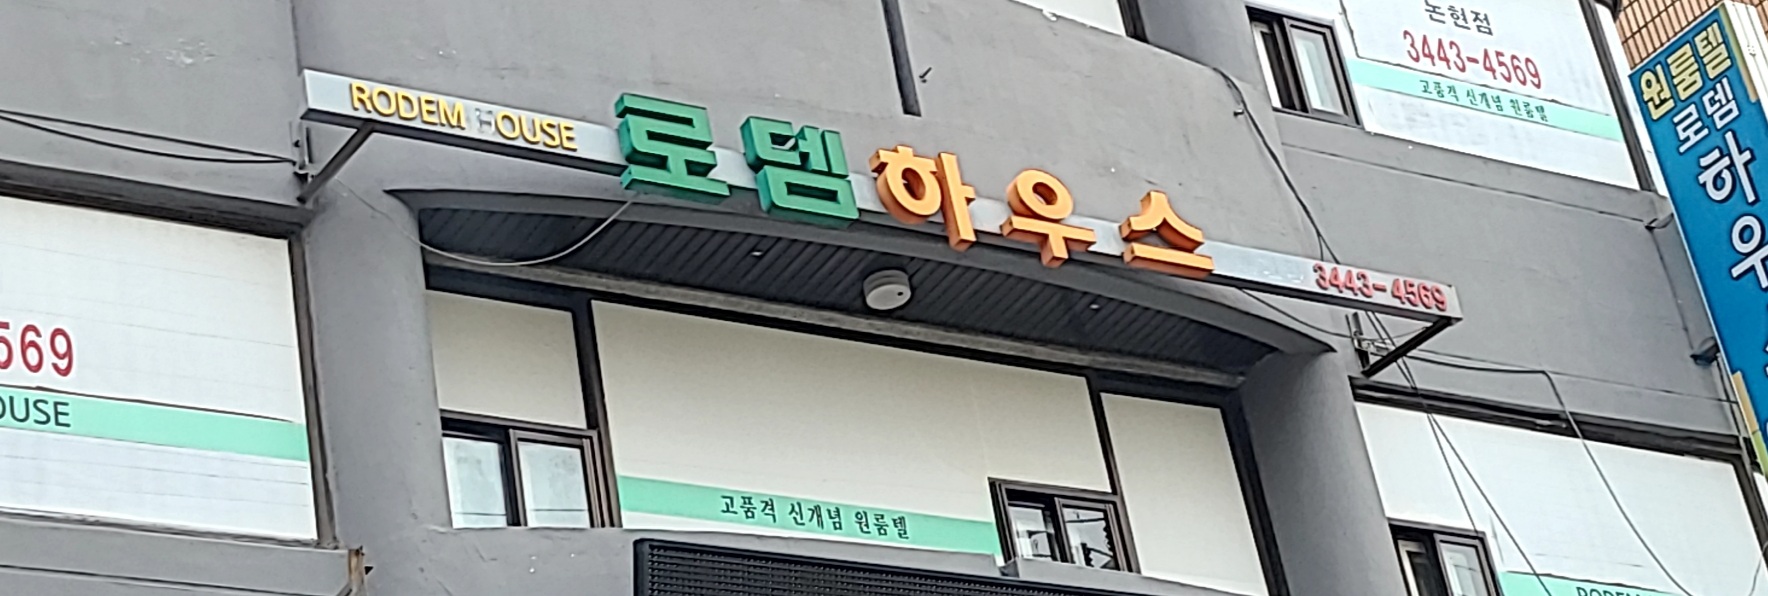 RODEM HOUSE 로뎀하우스 3443-4569
논현점
3443-4569
고품격 신개념 원룸텔
원룸텔
로뎀
하우
569
OUSE
고품격 신개념 원룸텔